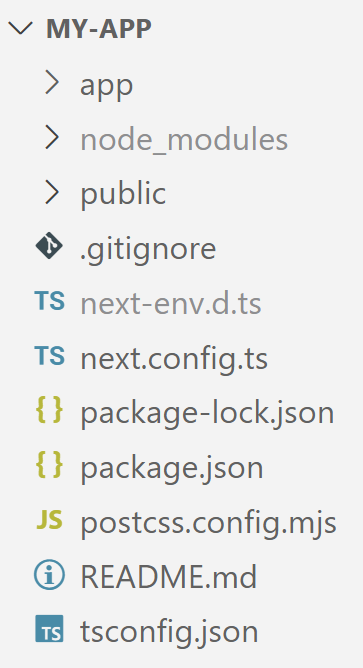 MY-APP
app
node_modules
public
.gitignore
TS next-env.d.ts
TS next.config.ts
{ } package-lock.json
{ } package.json
JS postcss.config.mjs
README.md
TS tsconfig.json